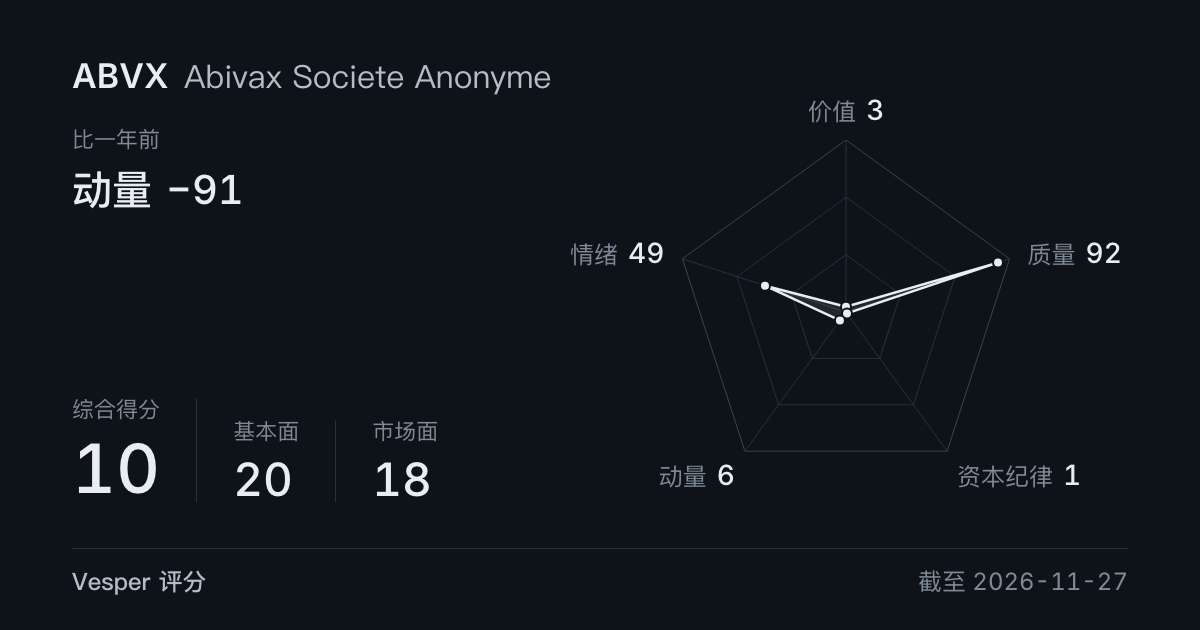 ABVX Abivax Societe Anonyme
比一年前
动量 −91
价值 3
情绪 49
质量 92
动量 6
资本纪律 1
综合得分
10
基本面
20
市场面
18
Vesper 评分
截至 2026-11-27